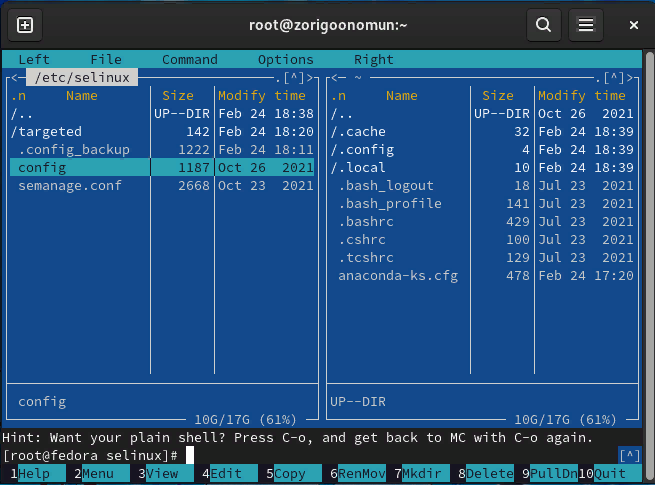 root@zorigoonomun:~
Left File Command Options Right
<— /etc/selinux .[^]> <— ~ .[^]>
.n Name Size Modify time .n Name Size Modify time
/.. UP--DIR Feb 24 18:38 /.. UP--DIR Oct 26 2021
/targeted 142 Feb 24 18:20 /.cache 32 Feb 24 18:39
.config_backup 1222 Feb 24 18:11 /.config 4 Feb 24 18:39
config 1187 Oct 26 2021 /.local 10 Feb 24 18:39
semanage.conf 2668 Oct 23 2021 .bash_logout 18 Jul 23 2021
.bash_profile 141 Jul 23 2021
.bashrc 429 Jul 23 2021
.cshrc 100 Jul 23 2021
.tcshrc 129 Jul 23 2021
anaconda-ks.cfg 478 Feb 24 17:20
config UP--DIR
10G/17G (61%) 10G/17G (61%)
Hint: Want your plain shell? Press C-o, and get back to MC with C-o again.
[root@fedora selinux]# [^]
1Help 2Menu 3View 4Edit 5Copy 6RenMov 7Mkdir 8Delete 9PullDn 10Quit